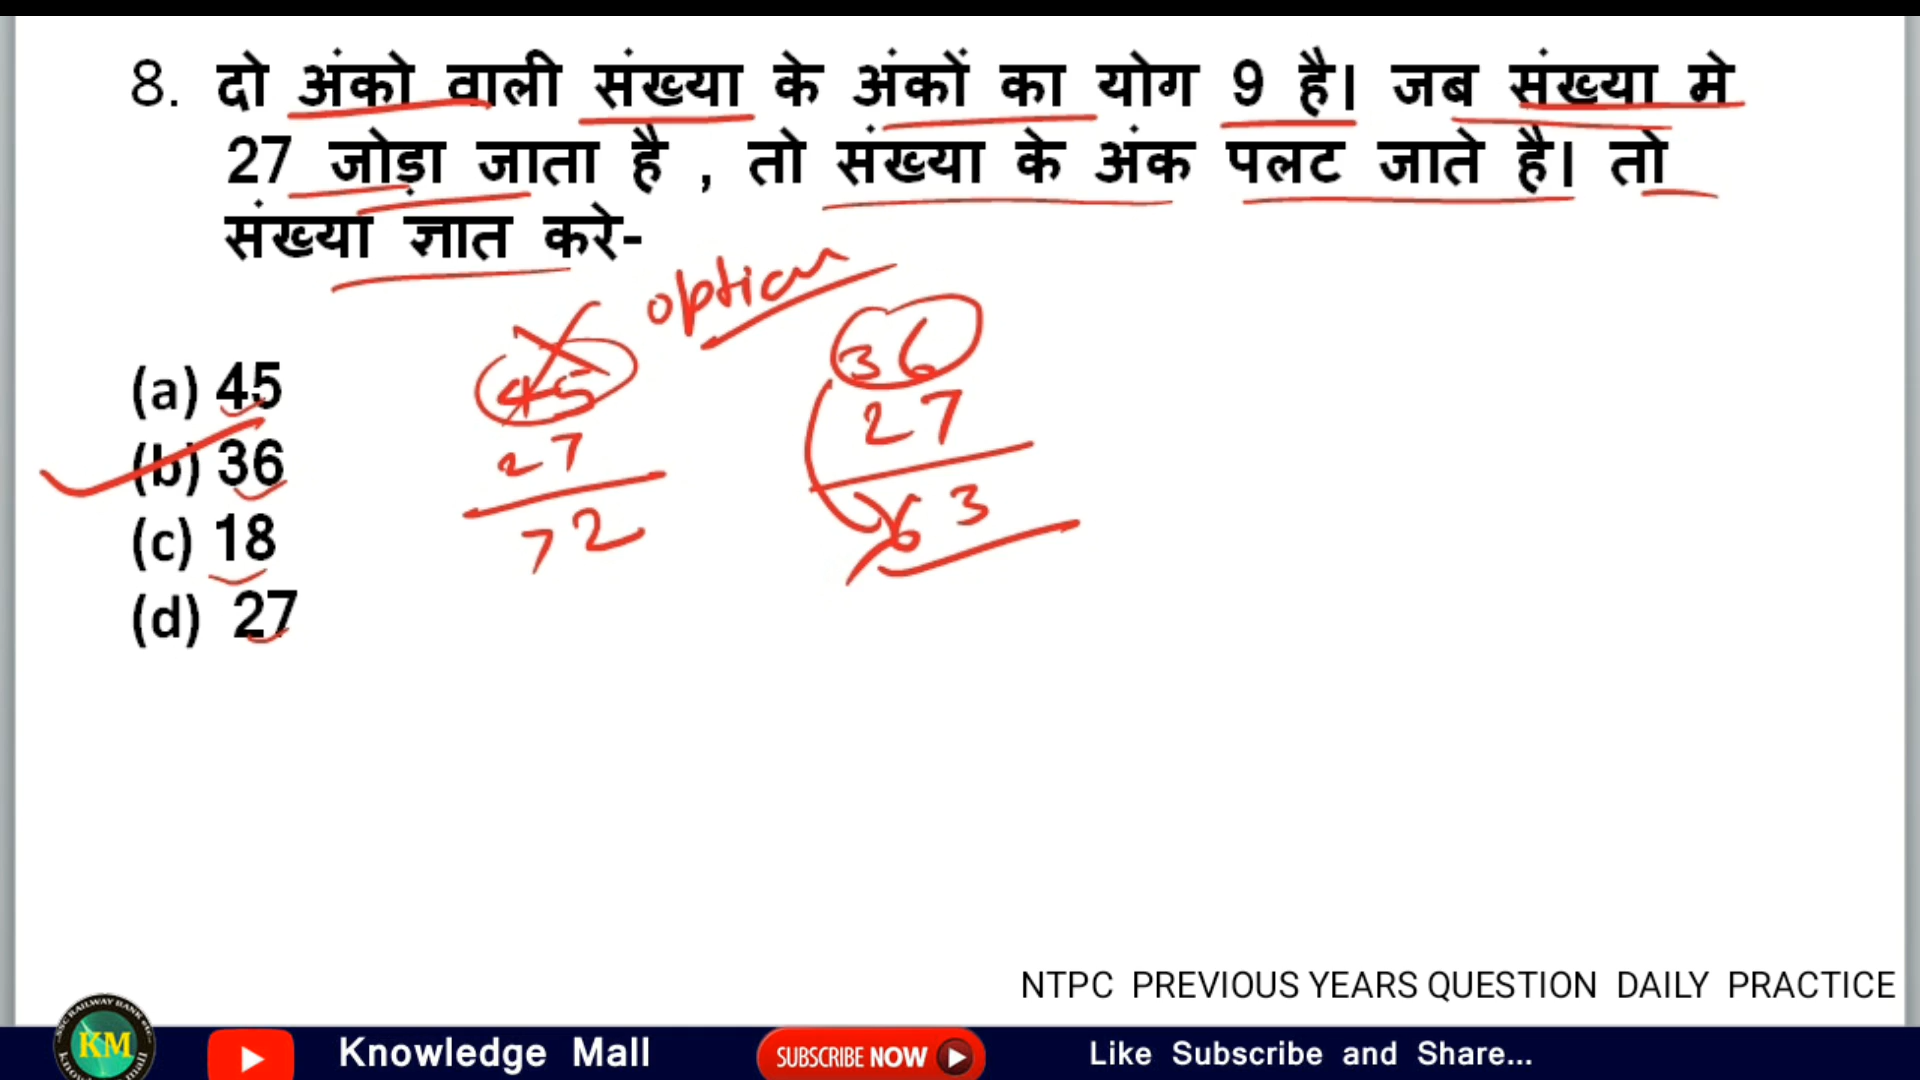 8. दो अंको वाली संख्या के अंकों का योग 9 है। जब संख्या मे
27 जोड़ा जाता है , तो संख्या के अंक पलट जाते है। तो
संख्या ज्ञात करे-
option
(a) 45
(b) 36
(c) 18
(d) 27
45
27
72
36
27
63
NTPC PREVIOUS YEARS QUESTION DAILY PRACTICE
KM
Knowledge Mall
SUBSCRIBE NOW
Like Subscribe and Share...